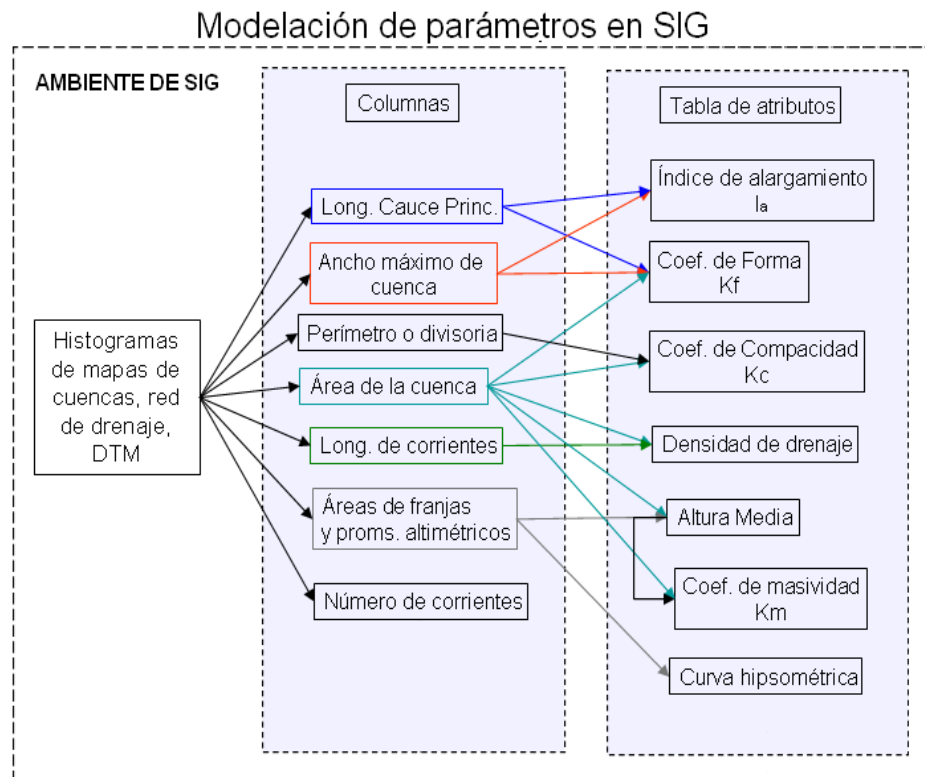 Modelación de parámetros en SIG
AMBIENTE DE SIG
Columnas
Tabla de atributos
Histogramas
de mapas de
cuencas, red
de drenaje,
DTM
Long. Cauce Princ.
Ancho máximo de
cuenca
Perímetro o divisoria
Área de la cuenca
Long. de corrientes
Áreas de franjas
y proms. altimétricos
Número de corrientes
Índice de alargamiento
Ia
Coef. de Forma
Kf
Coef. de Compacidad
Kc
Densidad de drenaje
Altura Media
Coef. de masividad
Km
Curva hipsométrica